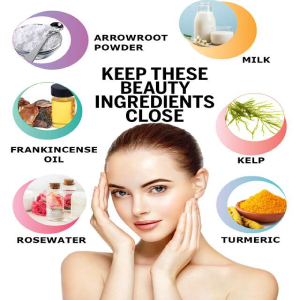 ARROWROOT
POWDER
MILK
KEEP THESE
BEAUTY
INGREDIENTS
CLOSE
FRANKINCENSE
OIL
KELP
ROSEWATER
TURMERIC